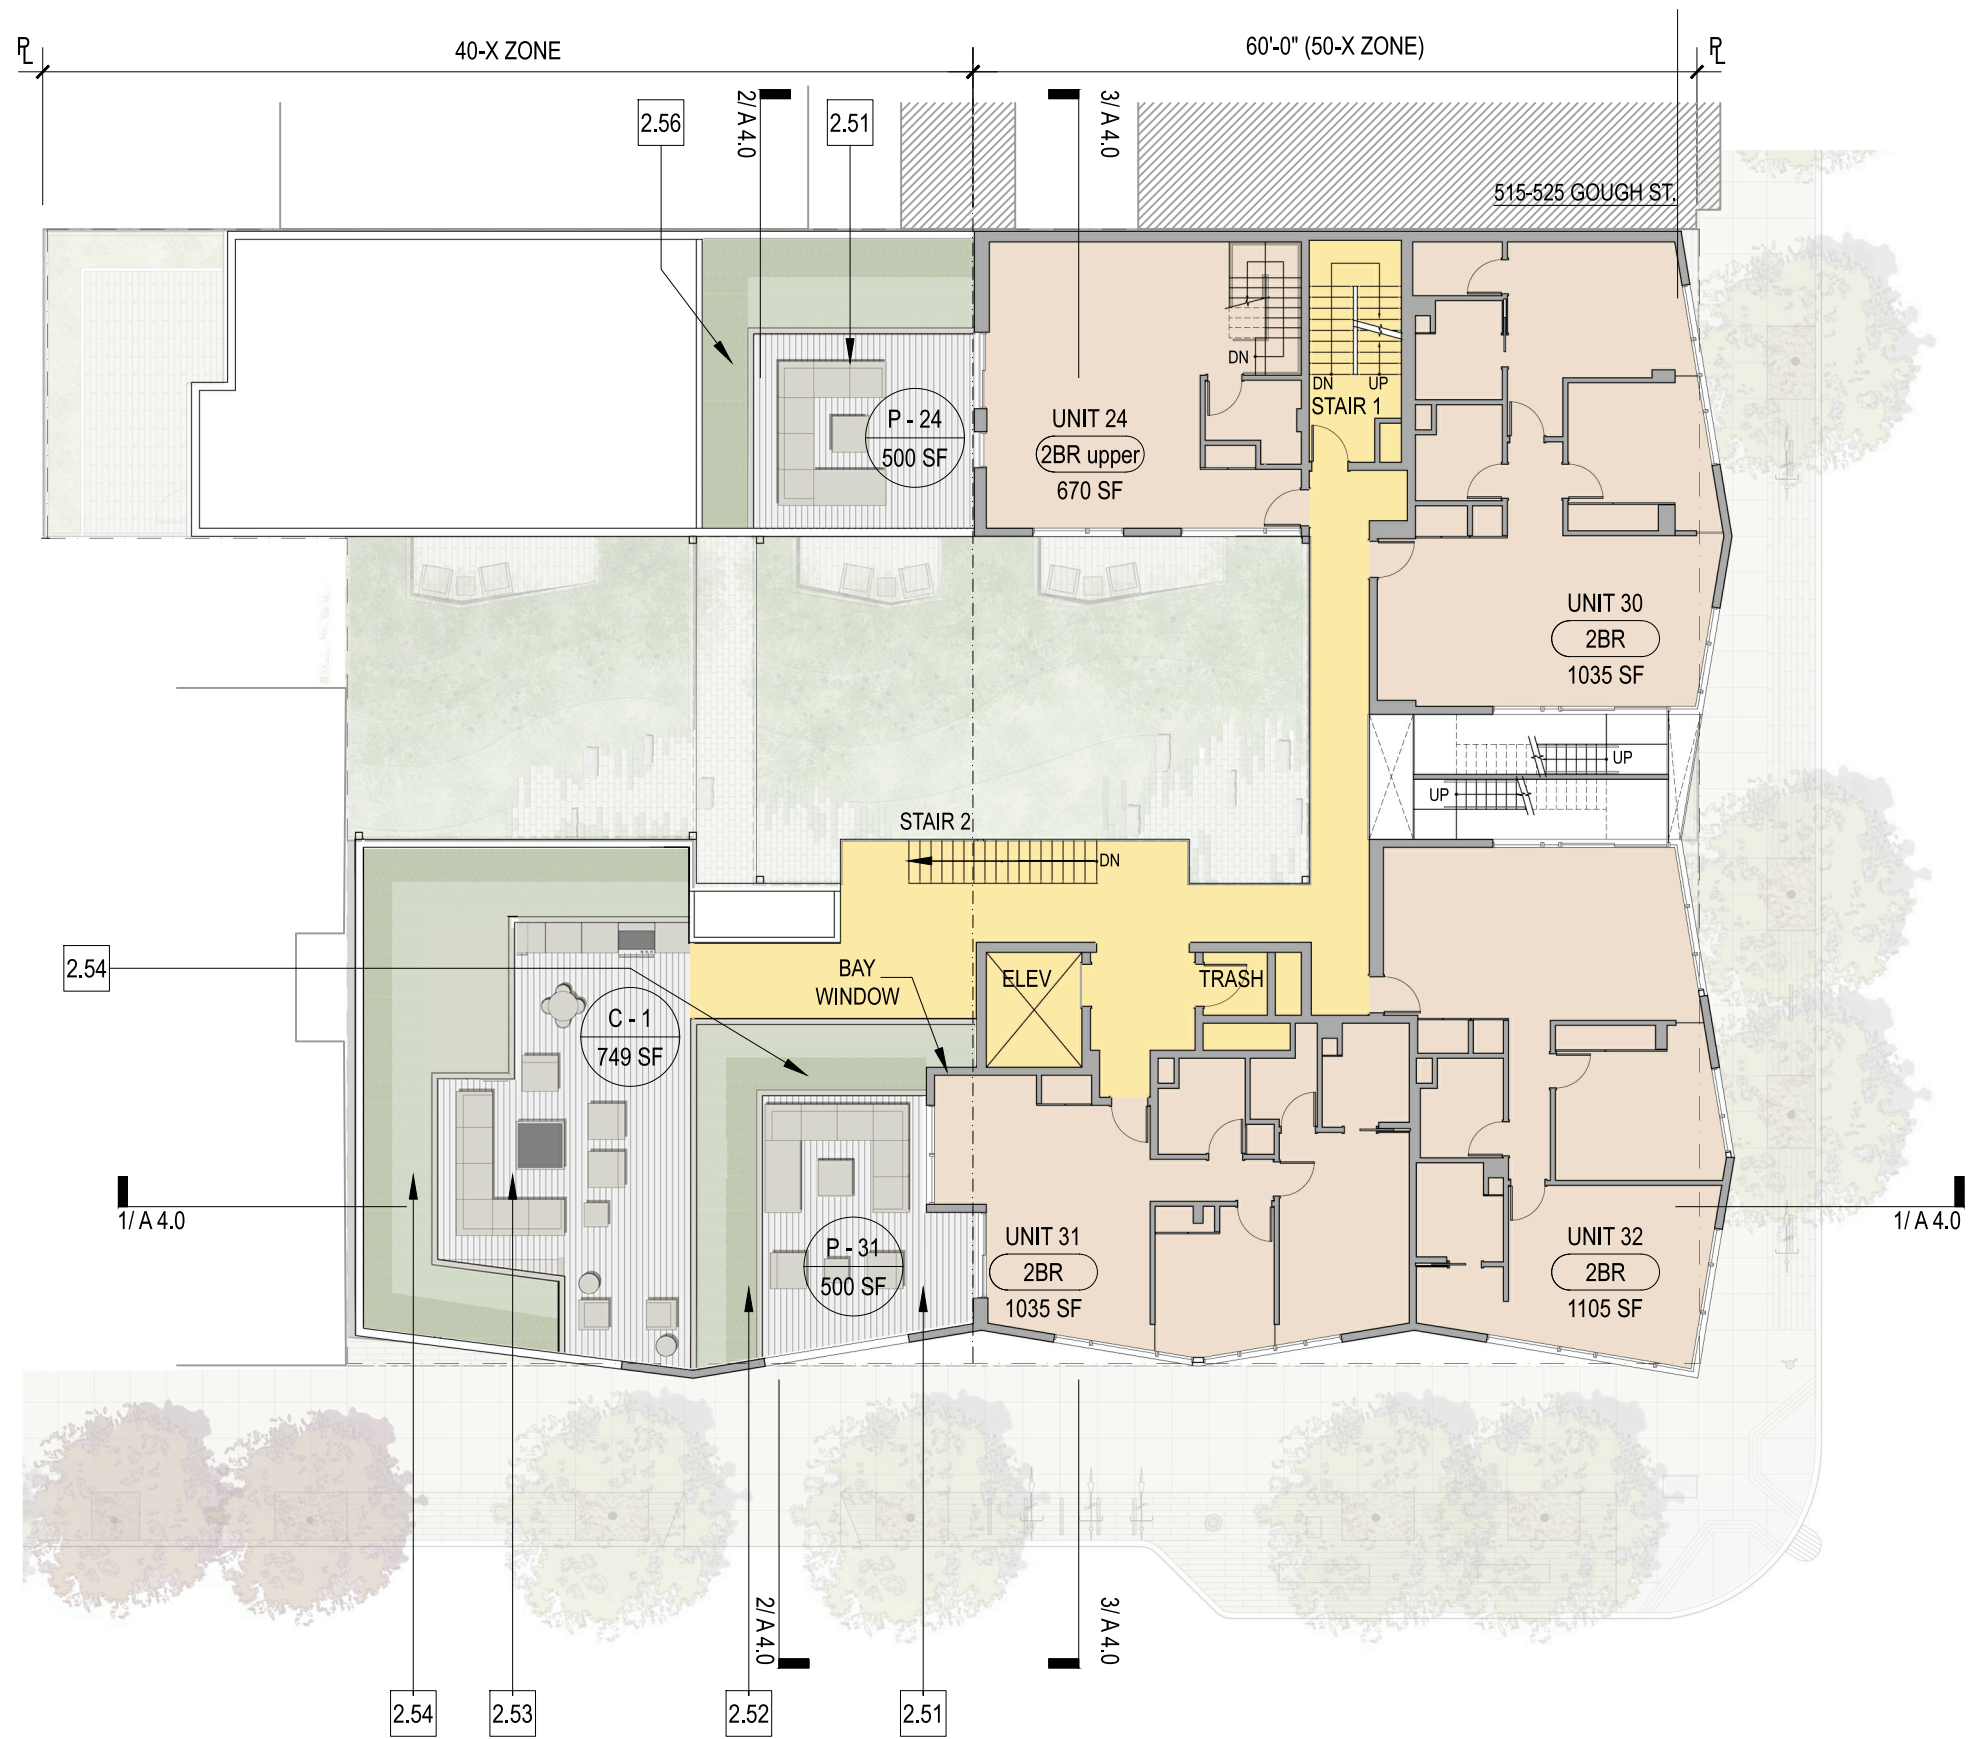 PL
40-X ZONE
60'-0" (50-X ZONE)
PL
2.56
2/ A 4.0
2.51
3/ A 4.0
515-525 GOUGH ST.
DN
DN
UP
STAIR 1
P - 24
500 SF
UNIT 24
2BR upper
670 SF
UNIT 30
2BR
1035 SF
UP
UP
STAIR 2
DN
2.54
BAY
WINDOW
ELEV
TRASH
C - 1
749 SF
1/ A 4.0
1/ A 4.0
P - 31
500 SF
UNIT 31
2BR
1035 SF
UNIT 32
2BR
1105 SF
2/ A 4.0
3/ A 4.0
2.54
2.53
2.52
2.51